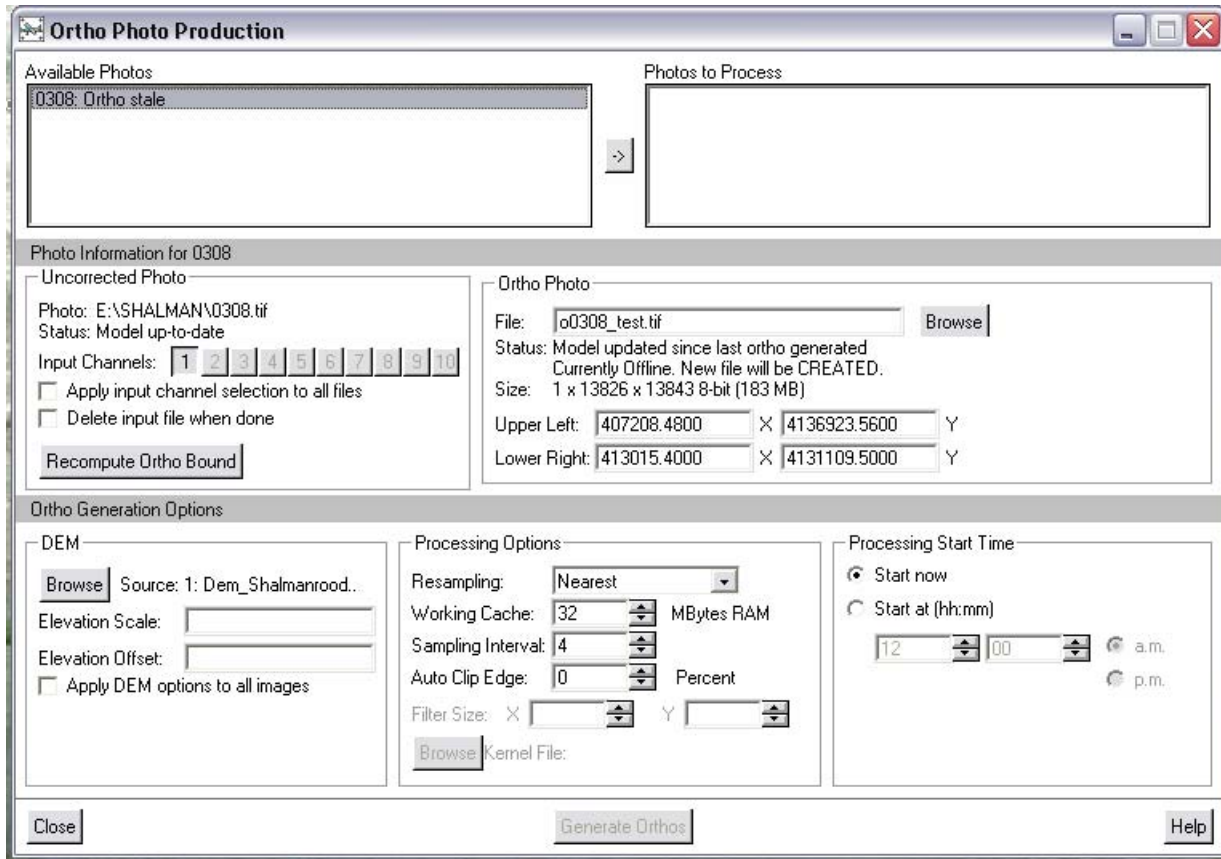 Ortho Photo Production
Available Photos
Photos to Process
0308: Ortho stale
->
Photo Information for 0308
Uncorrected Photo
Photo: E:\SHALMAN\0308.tif
Status: Model up-to-date
Input Channels: 1 2 3 4 5 6 7 8 9 10
Apply input channel selection to all files
Delete input file when done
Recompute Ortho Bound
Ortho Photo
File: o0308_test.tif Browse
Status: Model updated since last ortho generated
Currently Offline. New file will be CREATED.
Size: 1 x 13826 x 13843 8-bit (183 MB)
Upper Left: 407208.4800 X 4136923.5600 Y
Lower Right: 413015.4000 X 4131109.5000 Y
Ortho Generation Options
DEM
Browse Source: 1: Dem_Shalmanrood..
Elevation Scale:
Elevation Offset:
Apply DEM options to all images
Processing Options
Resampling: Nearest
Working Cache: 32 MBytes RAM
Sampling Interval: 4
Auto Clip Edge: 0 Percent
Filter Size: X Y
Browse Kernel File:
Processing Start Time
Start now
Start at (hh:mm)
12 00 a.m.
p.m.
Close
Generate Orthos
Help